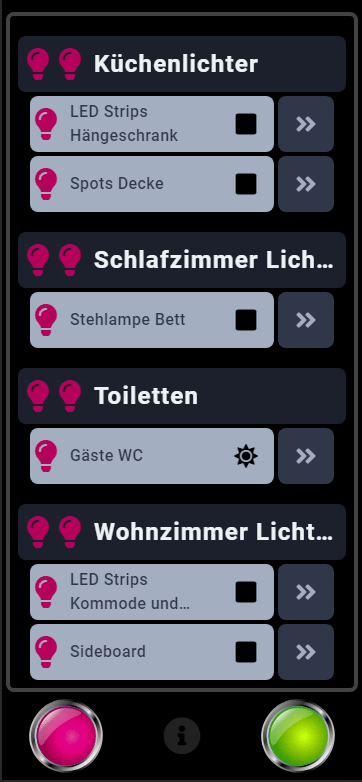 Küchenlichter
LED Strips
Hängeschrank
Spots Decke
Schlafzimmer Lich…
Stehlampe Bett
Toiletten
Gäste WC
Wohnzimmer Licht…
LED Strips
Kommode und…
Sideboard